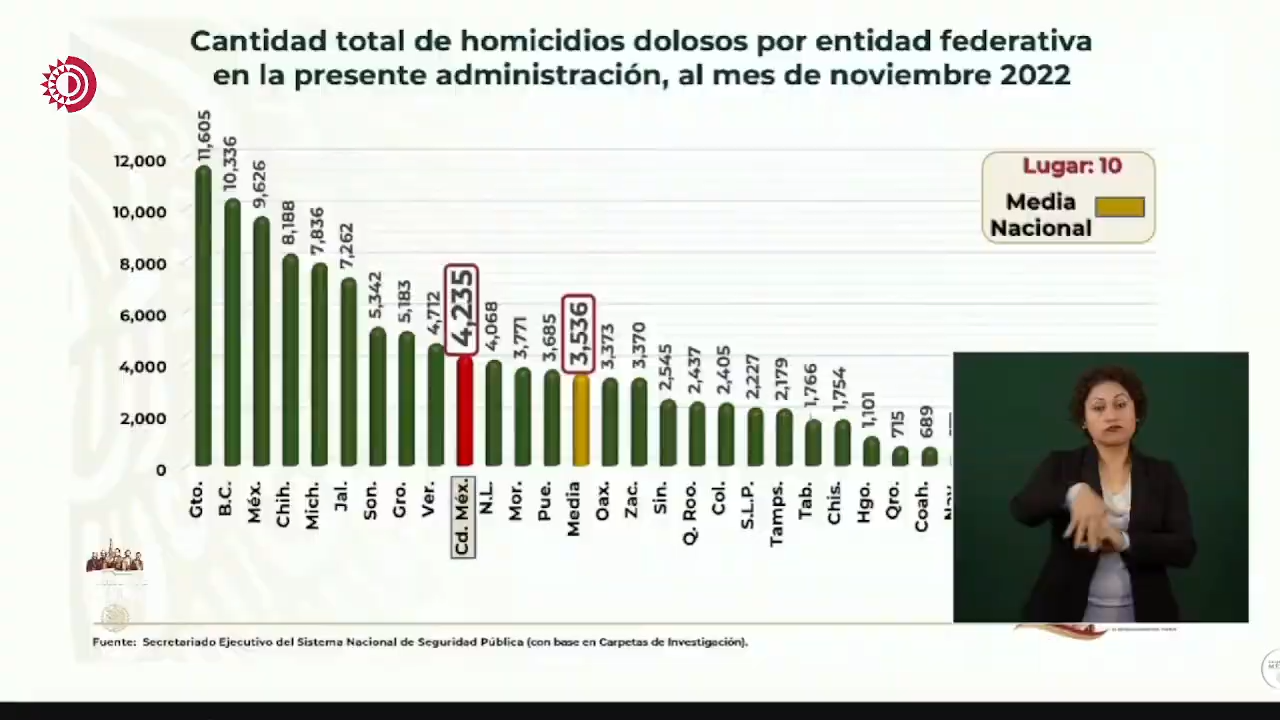 Cantidad total de homicidios dolosos por entidad federativa
en la presente administración, al mes de noviembre 2022
Lugar: 10
Media
Nacional
12,000
10,000
8,000
6,000
4,000
2,000
0
11,605
10,336
9,626
8,188
7,836
7,262
5,342
5,183
4,712
4,235
4,068
3,771
3,685
3,536
3,373
3,370
2,545
2,437
2,405
2,227
2,179
1,766
1,754
1,101
715
689
Gto.
B.C.
Méx.
Chih.
Mich.
Jal.
Son.
Gro.
Ver.
Cd. Méx.
N.L.
Mor.
Pue.
Media
Oax.
Zac.
Sin.
Q. Roo.
Col.
S.L.P.
Tamps.
Tab.
Chis.
Hgo.
Qro.
Coah.
Fuente: Secretariado Ejecutivo del Sistema Nacional de Seguridad Pública (con base en Carpetas de Investigación).